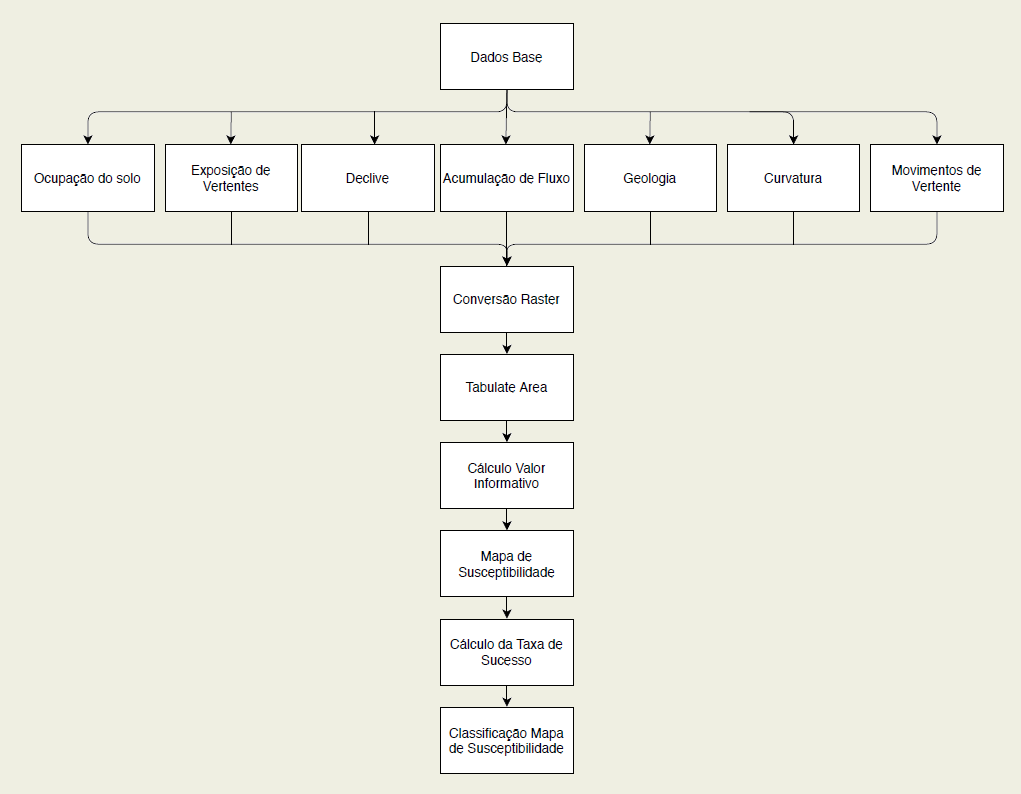 Dados Base
Ocupação do solo
Exposição de
Vertentes
Declive
Acumulação de Fluxo
Geologia
Curvatura
Movimentos de
Vertente
Conversão Raster
Tabulate Area
Cálculo Valor
Informativo
Mapa de
Susceptibilidade
Cálculo da Taxa de
Sucesso
Classificação Mapa
de Susceptibilidade